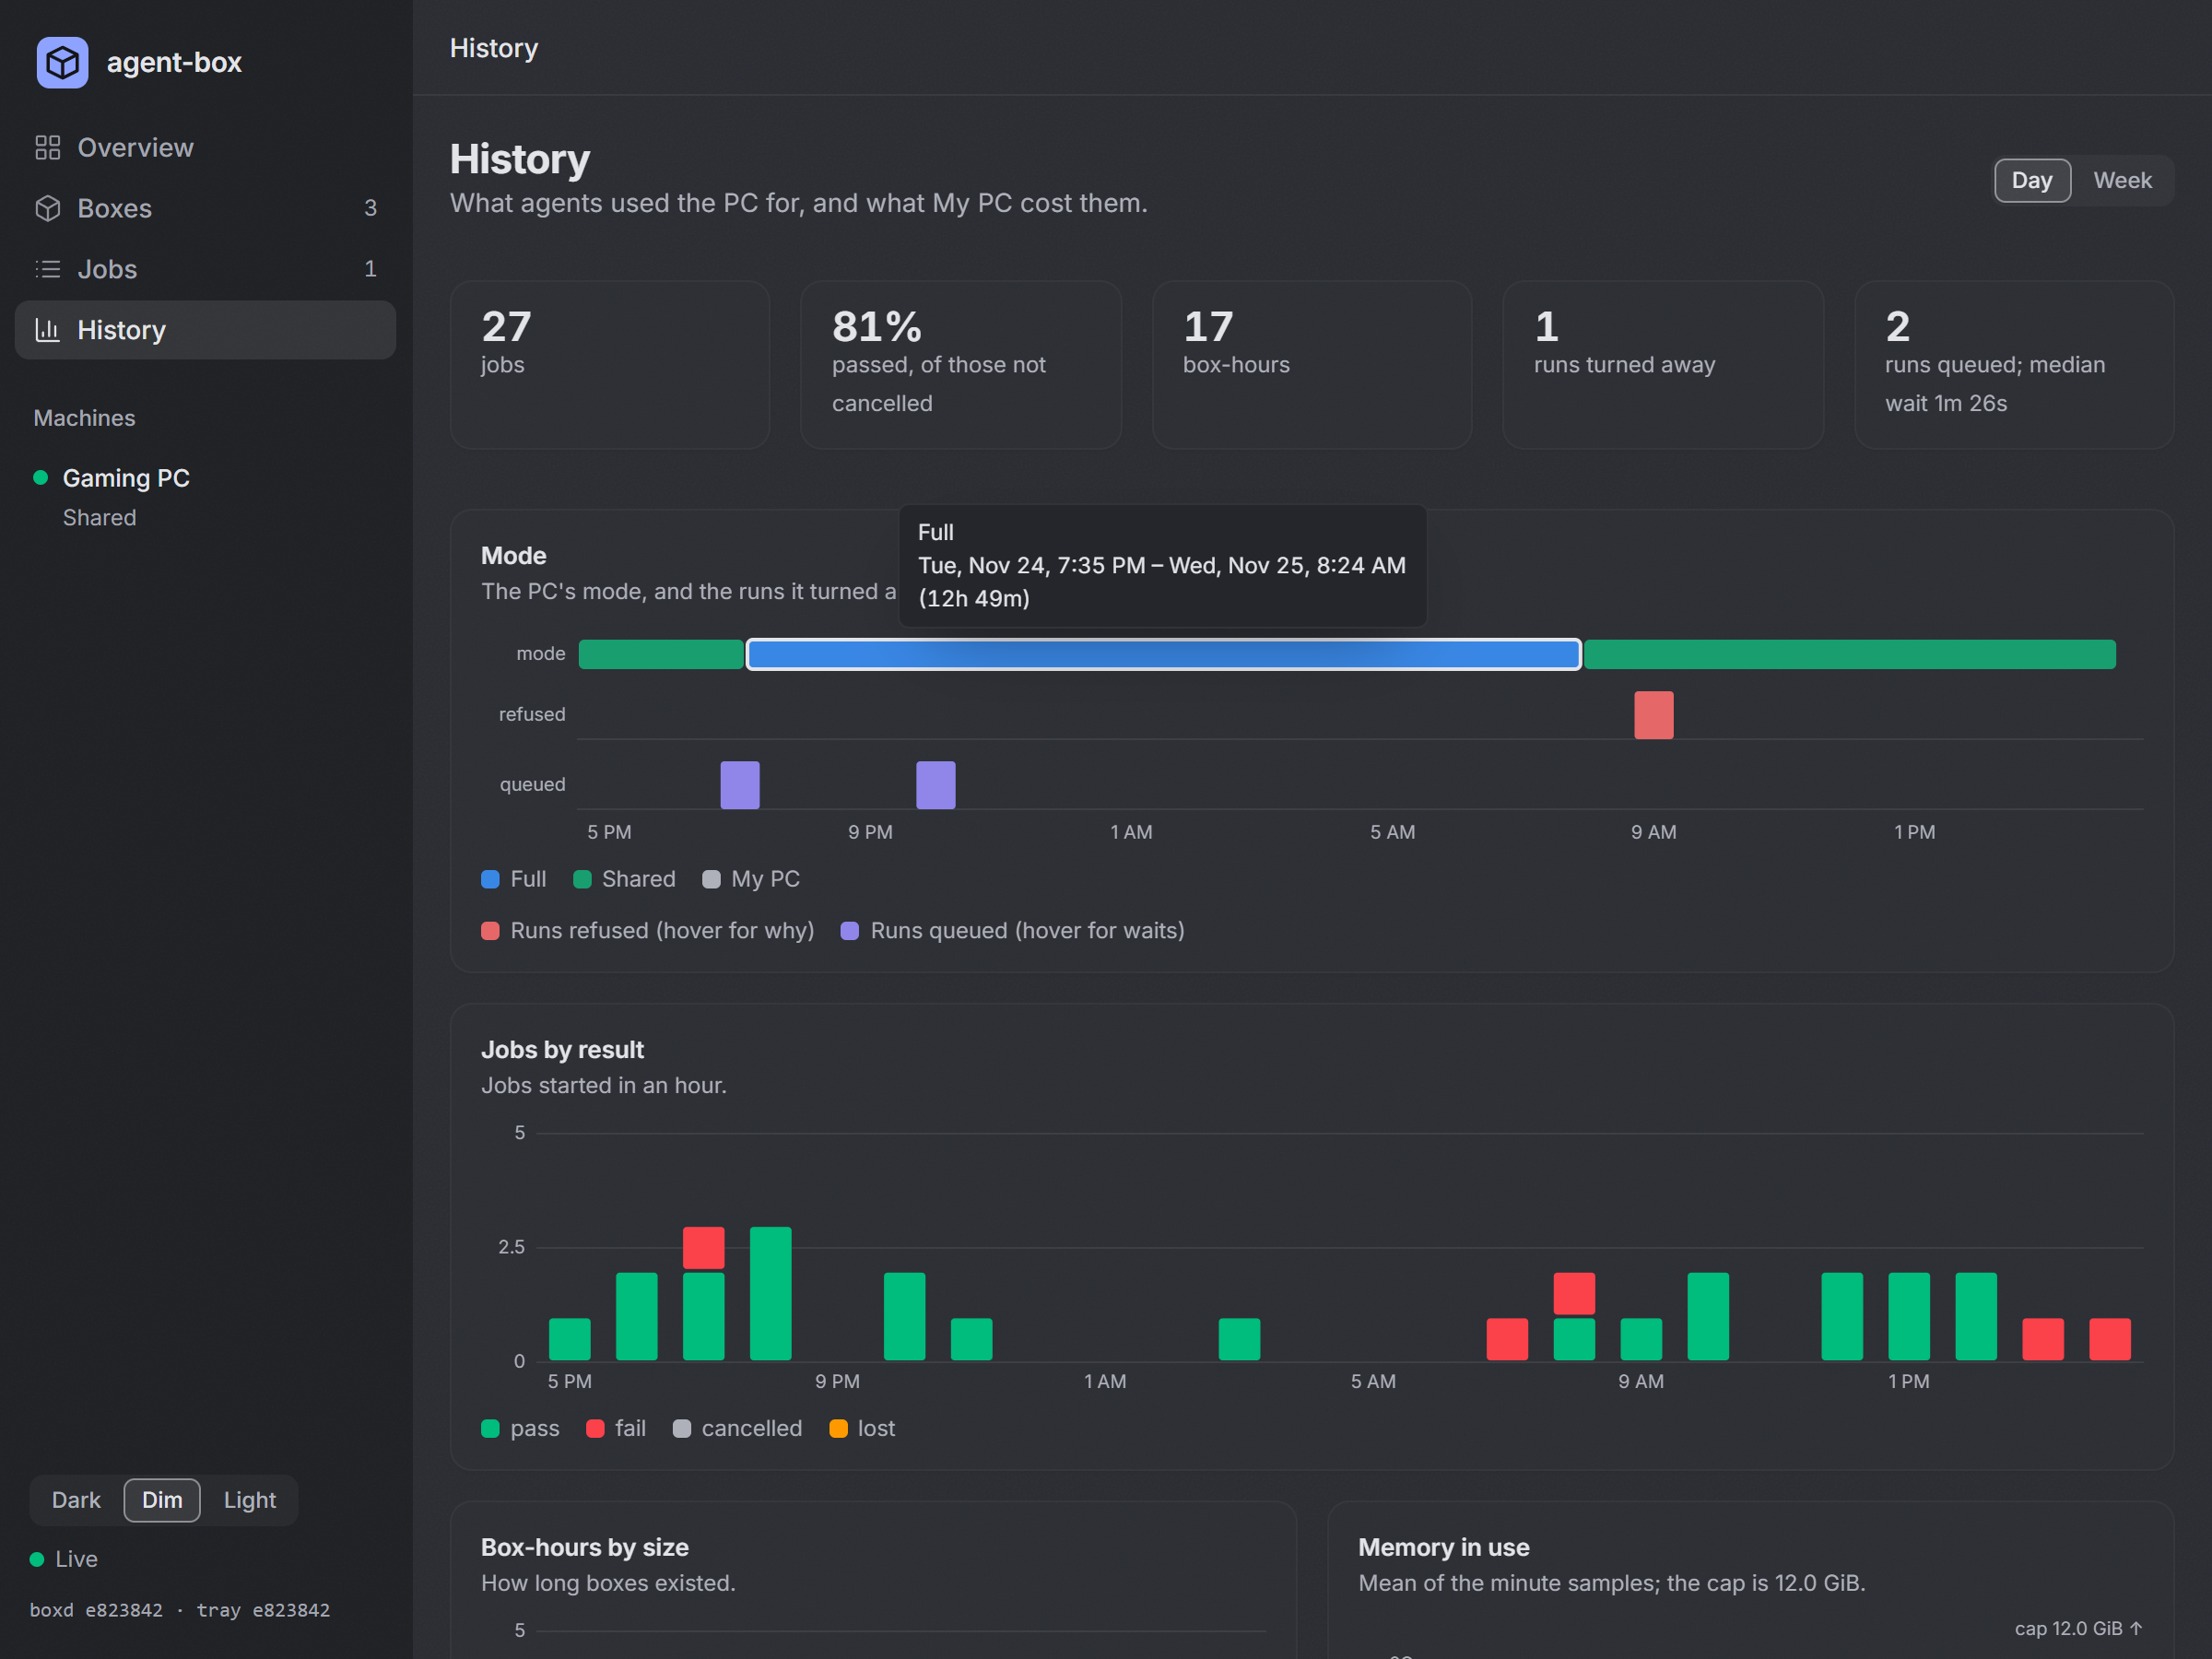 agent-box
Overview
Boxes 3
Jobs 1
History
Machines
Gaming PC
Shared
Dark Dim Light
Live
boxd e823842 · tray e823842
History
History
What agents used the PC for, and what My PC cost them.
Day Week
27
jobs
81%
passed, of those not
cancelled
17
box-hours
1
runs turned away
2
runs queued; median
wait 1m 26s
Mode
The PC's mode, and the runs it turned a
Full
Tue, Nov 24, 7:35 PM – Wed, Nov 25, 8:24 AM
(12h 49m)
mode
refused
queued
5 PM 9 PM 1 AM 5 AM 9 AM 1 PM
Full Shared My PC
Runs refused (hover for why) Runs queued (hover for waits)
Jobs by result
Jobs started in an hour.
5
2.5
0
5 PM 9 PM 1 AM 5 AM 9 AM 1 PM
pass fail cancelled lost
Box-hours by size
How long boxes existed.
5
Memory in use
Mean of the minute samples; the cap is 12.0 GiB.
cap 12.0 GiB ↑